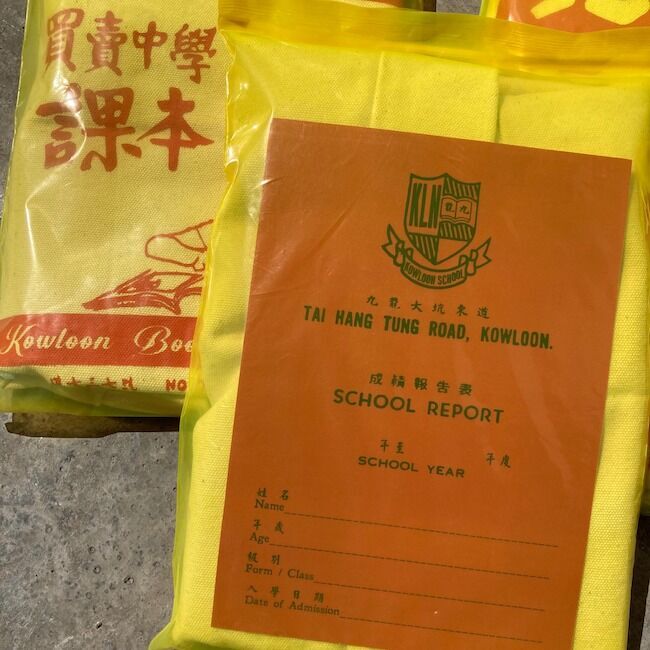 買賣中學
課本
Kowloon
KLN
九龍
KOWLOON SCHOOL
九龍大坑東道
TAI HANG TUNG ROAD, KOWLOON.
成績報告表
SCHOOL REPORT
年至 年度
SCHOOL YEAR
姓名
Name
年歲
Age
級別
Form / Class
入學日期
Date of Admission